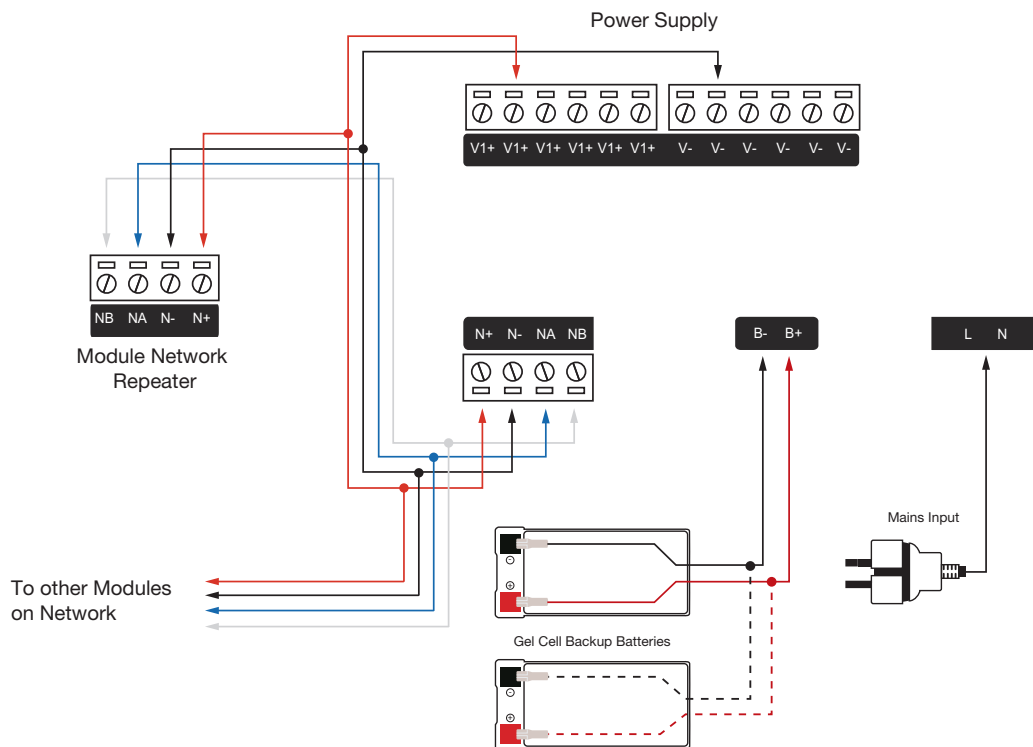 Power Supply
V1+ V1+ V1+ V1+ V1+ V1+ V- V- V- V- V- V-
NB NA N- N+
Module Network
Repeater
N+ N- NA NB
B- B+
L N
Mains Input
To other Modules
on Network
Gel Cell Backup Batteries